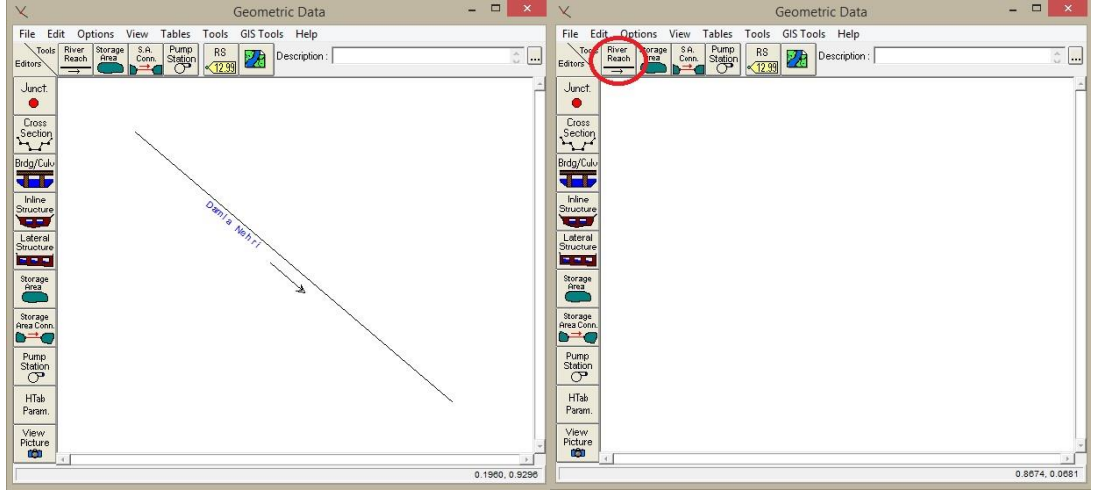 Geometric Data
File Edit Options View Tables Tools GIS Tools Help
Tools
Editors
River Reach
Storage Area
S.A. Conn.
Pump Station
RS
12.99
Description :
...
Junct.
Cross Section
Brdg/Culv
Inline Structure
Lateral Structure
Storage Area
Storage Area Conn.
Pump Station
HTab Param.
View Picture
Damla Nehri
0.1960, 0.9296
Geometric Data
File Edit Options View Tables Tools GIS Tools Help
Tools
Editors
River Reach
Storage Area
S.A. Conn.
Pump Station
RS
12.99
Description :
...
Junct.
Cross Section
Brdg/Culv
Inline Structure
Lateral Structure
Storage Area
Storage Area Conn.
Pump Station
HTab Param.
View Picture
0.8674, 0.0681